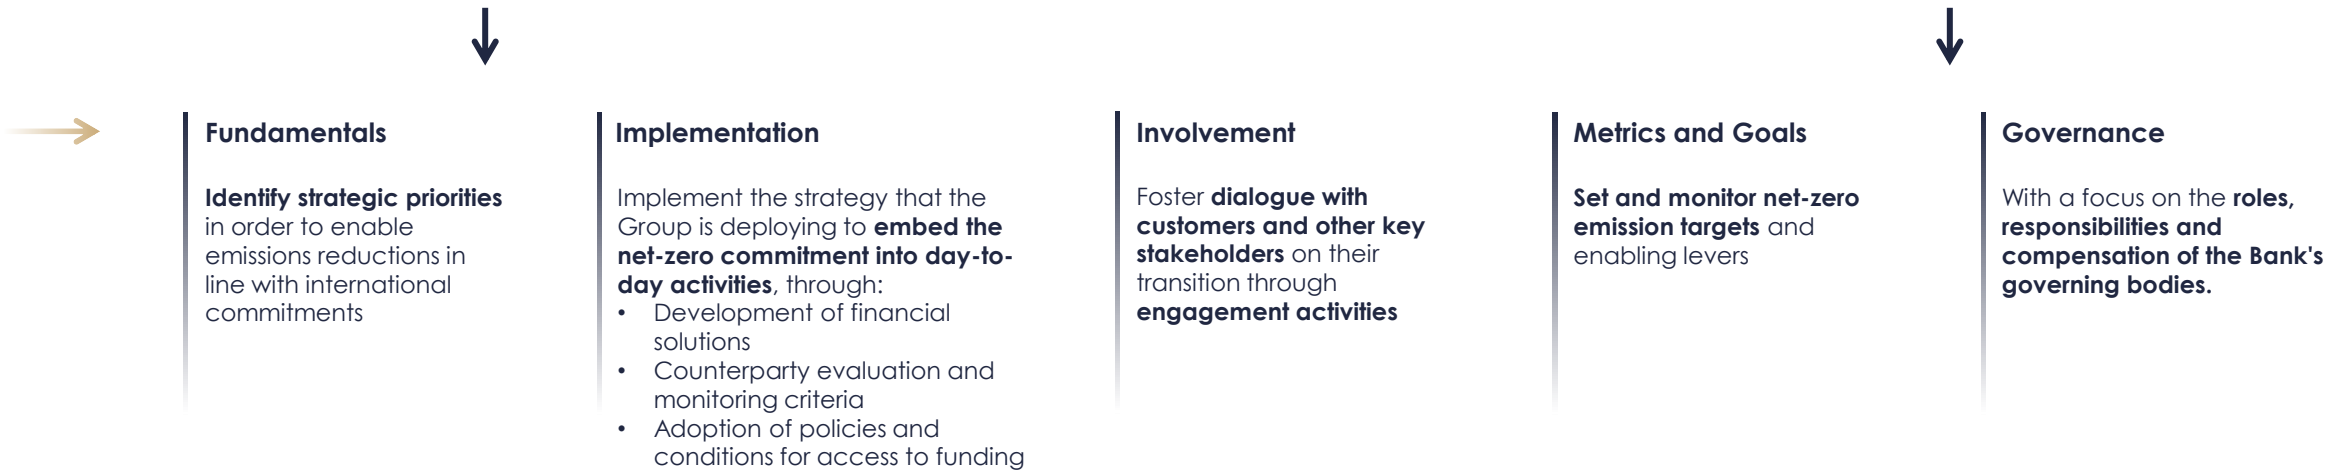 Fundamentals
Identify strategic priorities
in order to enable
emissions reductions in
line with international
commitments
Implementation
Implement the strategy that the
Group is deploying to embed the
net-zero commitment into day-to-
day activities, through:
• Development of financial
solutions
• Counterparty evaluation and
monitoring criteria
• Adoption of policies and
conditions for access to funding
Involvement
Foster dialogue with
customers and other key
stakeholders on their
transition through
engagement activities
Metrics and Goals
Set and monitor net-zero
emission targets and
enabling levers
Governance
With a focus on the roles,
responsibilities and
compensation of the Bank's
governing bodies.